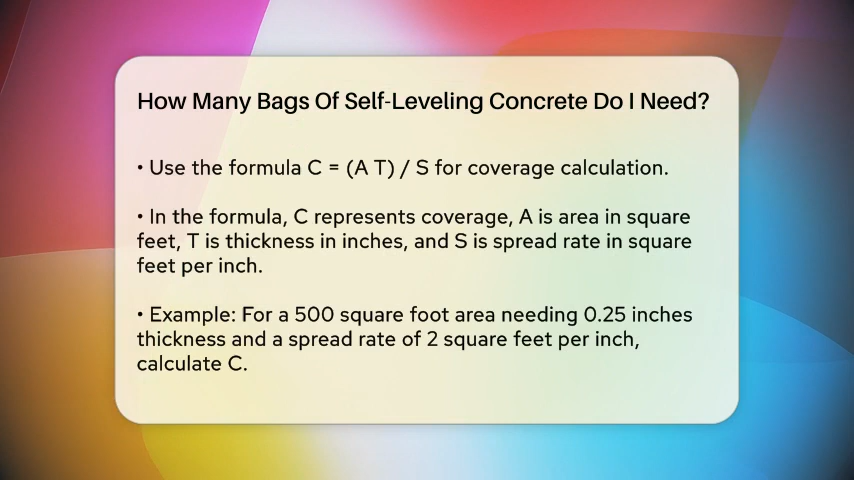 How Many Bags Of Self-Leveling Concrete Do I Need?
• Use the formula C = (A T) / S for coverage calculation.
• In the formula, C represents coverage, A is area in square
feet, T is thickness in inches, and S is spread rate in square
feet per inch.
• Example: For a 500 square foot area needing 0.25 inches
thickness and a spread rate of 2 square feet per inch,
calculate C.